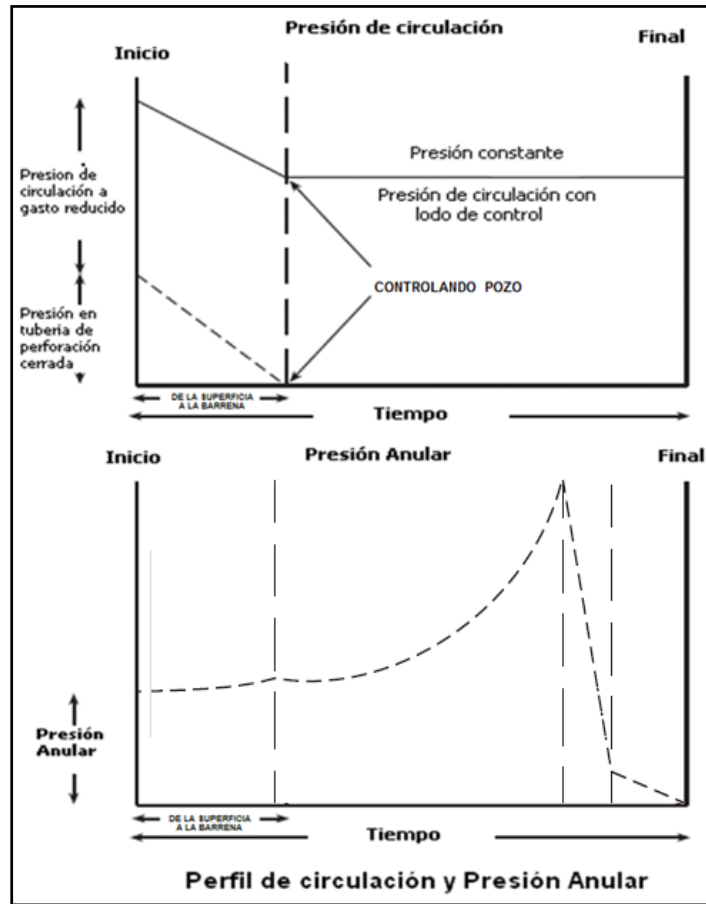 Presión de circulación
Inicio
Final
Presion de
circulación a
gasto reducido
Presión constante
Presión de circulación con
lodo de control
CONTROLANDO POZO
Presión en
tuberia de
perforación
cerrada
DE LA SUPERFICIA
A LA BARRENA
Tiempo
Inicio
Presión Anular
Final
Presión
Anular
DE LA SUPERFICIA
A LA BARRENA
Tiempo
Perfil de circulación y Presión Anular